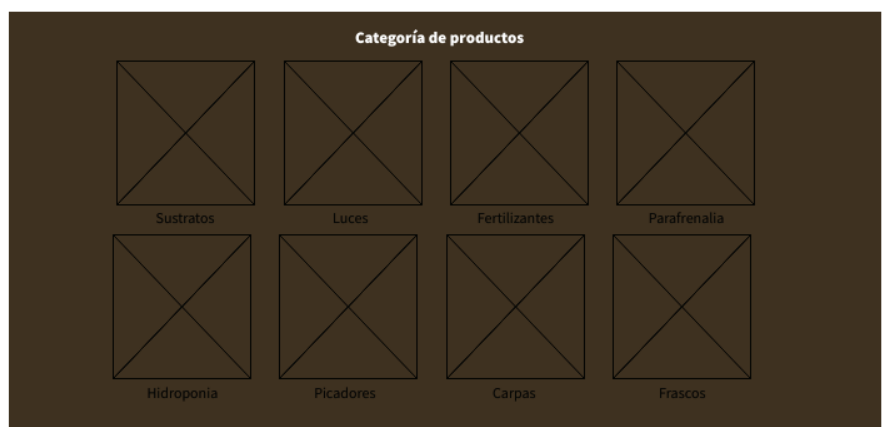 Categoría de productos
Sustratos Luces Fertilizantes Parafrenalia
Hidroponia Picadores Carpas Frascos